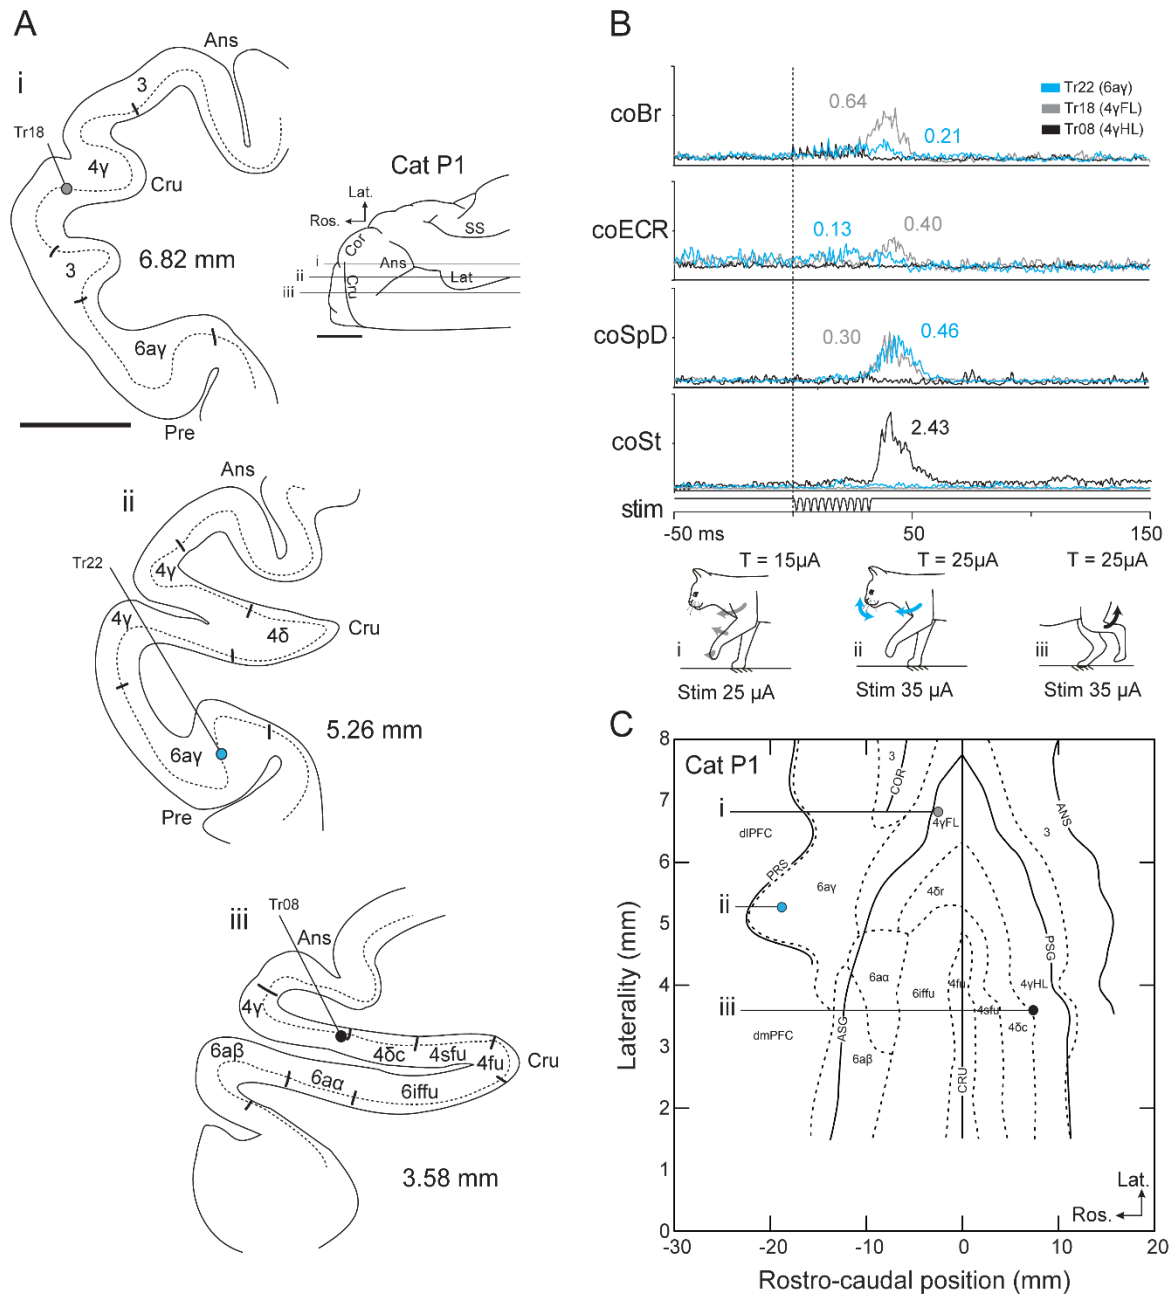 A
i
Ans
3
Tr18
4γ
Cru
3
6.82 mm
6aγ
Pre
Cat P1
Lat.
Ros.
Cor
SS
i
ii
iii
Ans
Lat
Cru
ii
Ans
Tr22
4γ
4γ
4δ
Cru
5.26 mm
6aγ
Pre
iii
Tr08
Ans
4γ
4δc
4sfu
4fu
Cru
6aβ
6aα
6iffu
3.58 mm
B
Tr22 (6aγ)
Tr18 (4γFL)
Tr08 (4γHL)
coBr
0.64
0.21
coECR
0.13
0.40
coSpD
0.30
0.46
coSt
2.43
stim
-50 ms
50
150
T = 15µA
T = 25µA
T = 25µA
i
ii
iii
Stim 25 µA
Stim 35 µA
Stim 35 µA
C
Cat P1
8
7
6
5
4
3
2
1
0
Laterality (mm)
i
ii
iii
3
COR
4γFL
ANS
3
dlPFC
PRS
6aγ
4δr
PSG
6aα
6iffu
4fu
4sfu
4γHL
4δc
dmPFC
ASG
6aβ
CRU
Lat.
Ros.
-30
-20
-10
0
10
20
Rostro-caudal position (mm)